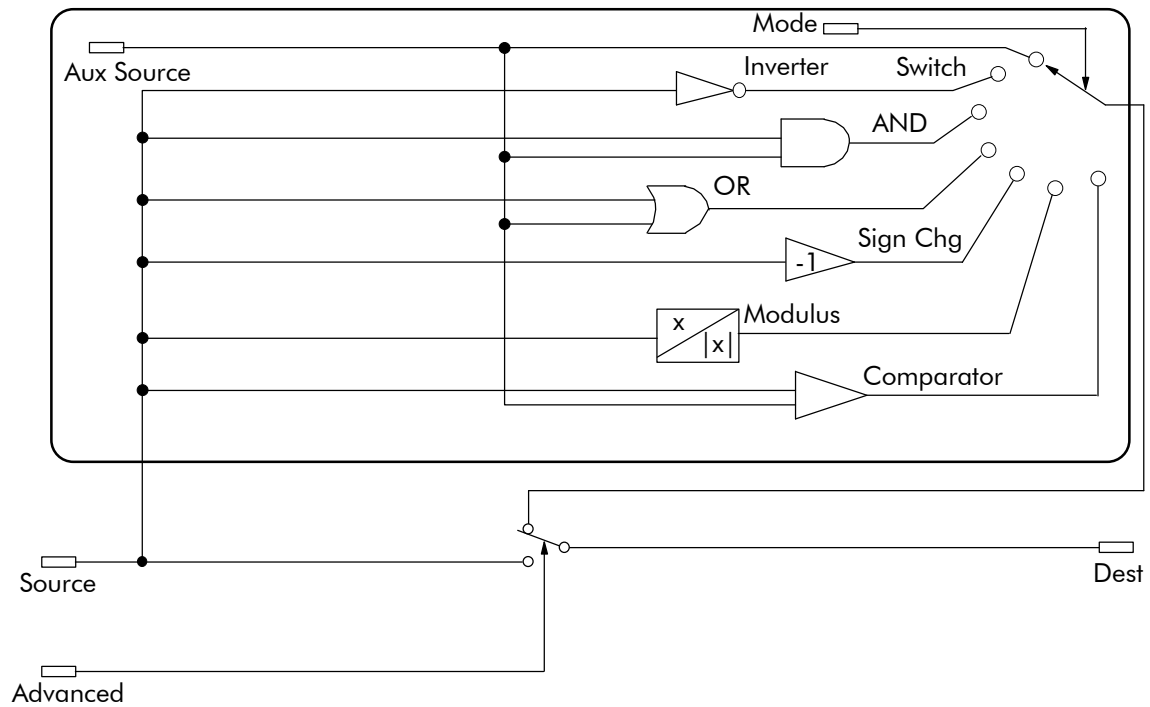 Mode
Aux Source
Inverter
Switch
AND
OR
Sign Chg
-1
Modulus
x
|x|
Comparator
Source
Dest
Advanced